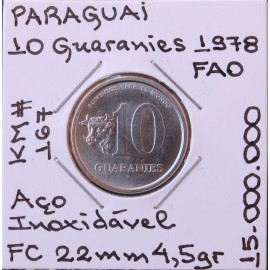 PARAGUAI
10 Guaranies 1978
FAO
KM#
167
10
GUARANIES
15.000.000
Aço
Inoxidável
FC 22mm 4,5gr